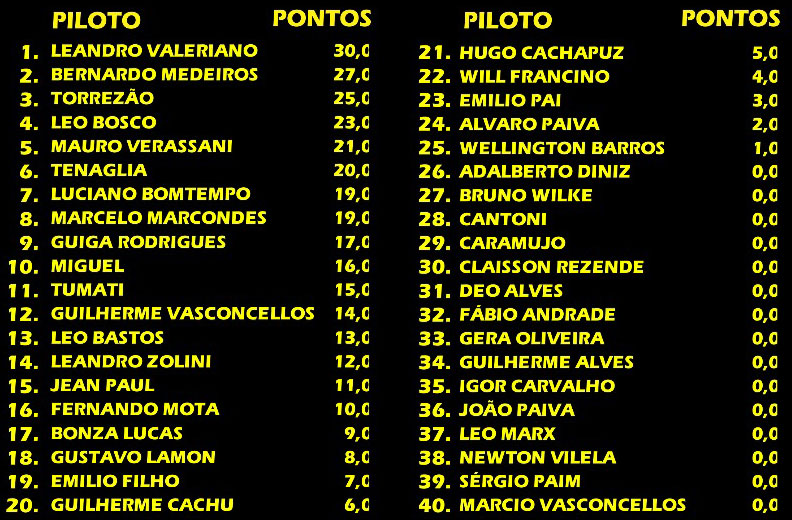 PILOTO PONTOS
1. LEANDRO VALERIANO 30,0
2. BERNARDO MEDEIROS 27,0
3. TORREZÃO 25,0
4. LEO BOSCO 23,0
5. MAURO VERASSANI 21,0
6. TENAGLIA 20,0
7. LUCIANO BOMTEMPO 19,0
8. MARCELO MARCONDES 19,0
9. GUIGA RODRIGUES 17,0
10. MIGUEL 16,0
11. TUMATI 15,0
12. GUILHERME VASCONCELLOS 14,0
13. LEO BASTOS 13,0
14. LEANDRO ZOLINI 12,0
15. JEAN PAUL 11,0
16. FERNANDO MOTA 10,0
17. BONZA LUCAS 9,0
18. GUSTAVO LAMON 8,0
19. EMILIO FILHO 7,0
20. GUILHERME CACHU 6,0
PILOTO PONTOS
21. HUGO CACHAPUZ 5,0
22. WILL FRANCINO 4,0
23. EMILIO PAI 3,0
24. ALVARO PAIVA 2,0
25. WELLINGTON BARROS 1,0
26. ADALBERTO DINIZ 0,0
27. BRUNO WILKE 0,0
28. CANTONI 0,0
29. CARAMUJO 0,0
30. CLAISSON REZENDE 0,0
31. DEO ALVES 0,0
32. FÁBIO ANDRADE 0,0
33. GERA OLIVEIRA 0,0
34. GUILHERME ALVES 0,0
35. IGOR CARVALHO 0,0
36. JOÃO PAIVA 0,0
37. LEO MARX 0,0
38. NEWTON VILELA 0,0
39. SÉRGIO PAIM 0,0
40. MARCIO VASCONCELLOS 0,0